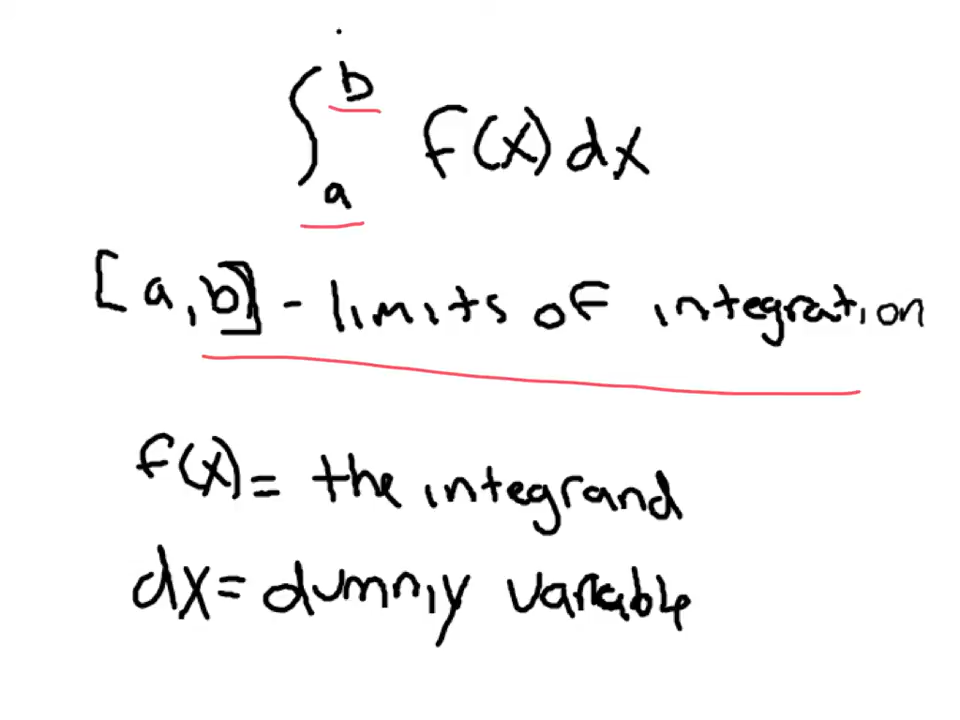 ∫_a^b f(x) dx
[a,b] - limits of integration
f(x) = the integrand
dx = dummy variable